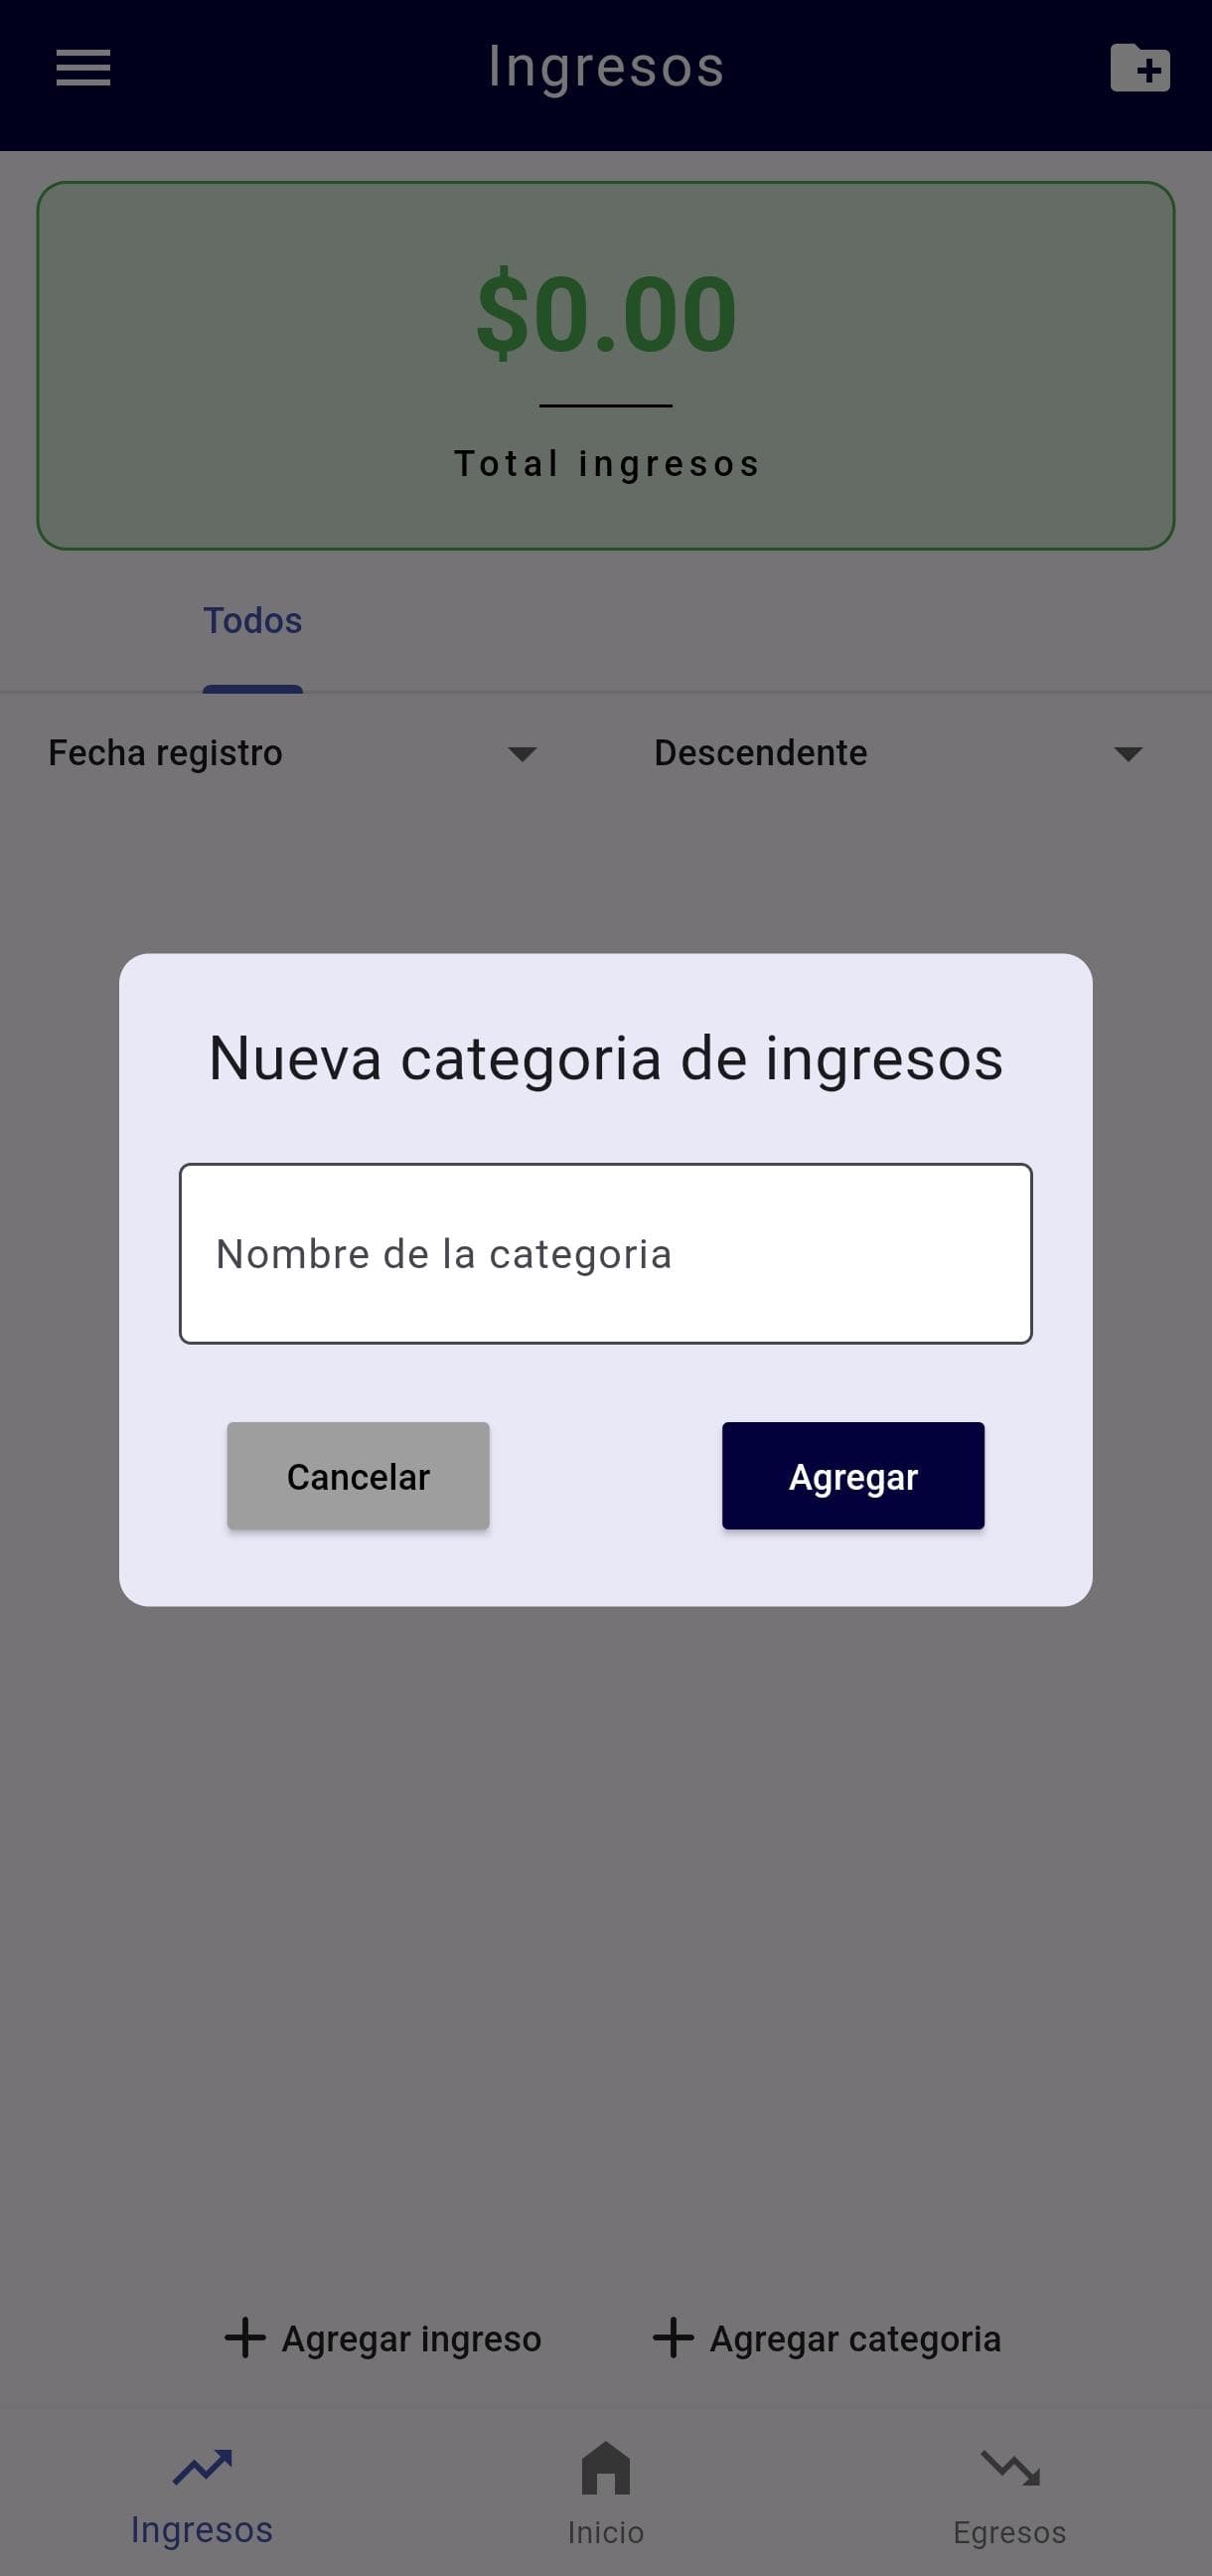 Ingresos
$0.00
Total ingresos
Todos
Fecha registro
Descendente
Nueva categoria de ingresos
Nombre de la categoria
Cancelar
Agregar
Agregar ingreso
Agregar categoria
Ingresos
Inicio
Egresos